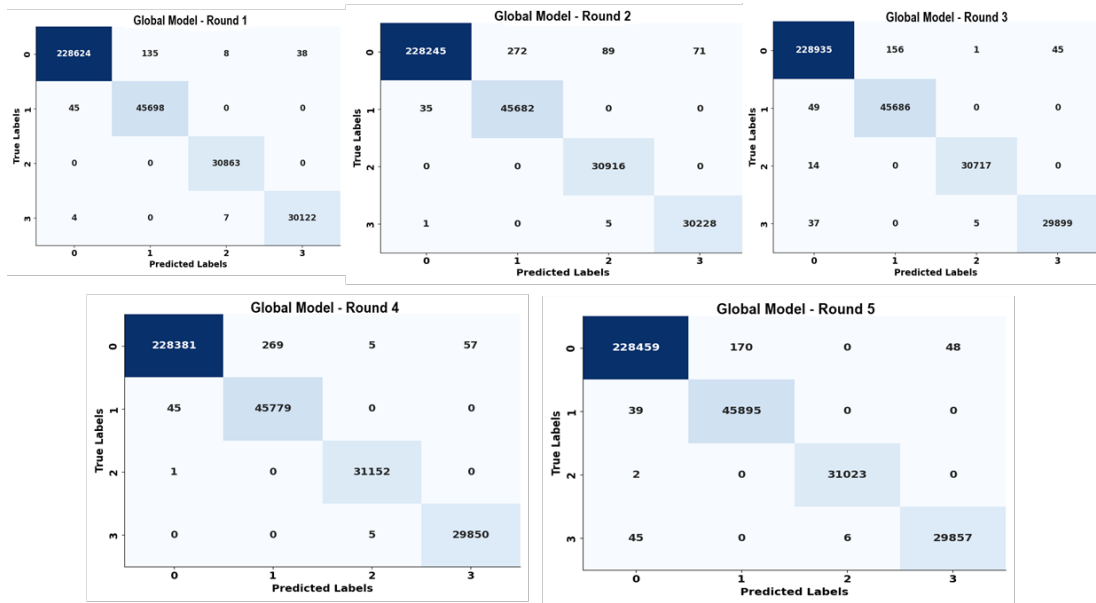 Global Model - Round 1
True Labels
0 228624 135 8 38
1 45 45698 0 0
2 0 0 30863 0
3 4 0 7 30122
0 1 2 3
Predicted Labels
Global Model - Round 2
True Labels
0 228245 272 89 71
1 35 45682 0 0
2 0 0 30916 0
3 1 0 5 30228
0 1 2 3
Predicted Labels
Global Model - Round 3
True Labels
0 228935 156 1 45
1 49 45686 0 0
2 14 0 30717 0
3 37 0 5 29899
0 1 2 3
Predicted Labels
Global Model - Round 4
True Labels
0 228381 269 5 57
1 45 45779 0 0
2 1 0 31152 0
3 0 0 5 29850
0 1 2 3
Predicted Labels
Global Model - Round 5
True Labels
0 228459 170 0 48
1 39 45895 0 0
2 2 0 31023 0
3 45 0 6 29857
0 1 2 3
Predicted Labels